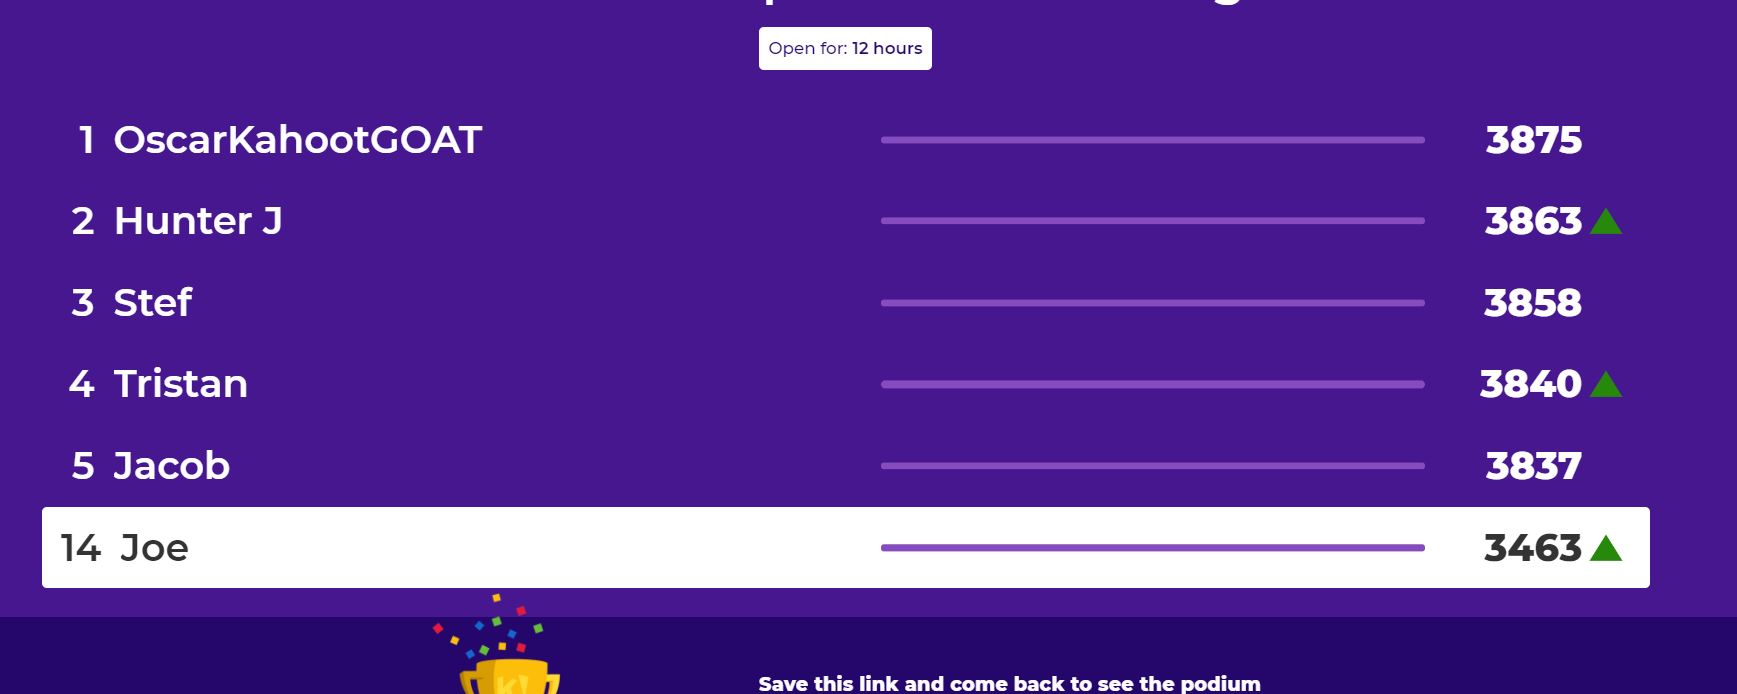 Open for: 12 hours
1 OscarKahootGOAT 3875
2 Hunter J 3863
3 Stef 3858
4 Tristan 3840
5 Jacob 3837
14 Joe 3463
K!
Save this link and come back to see the podium